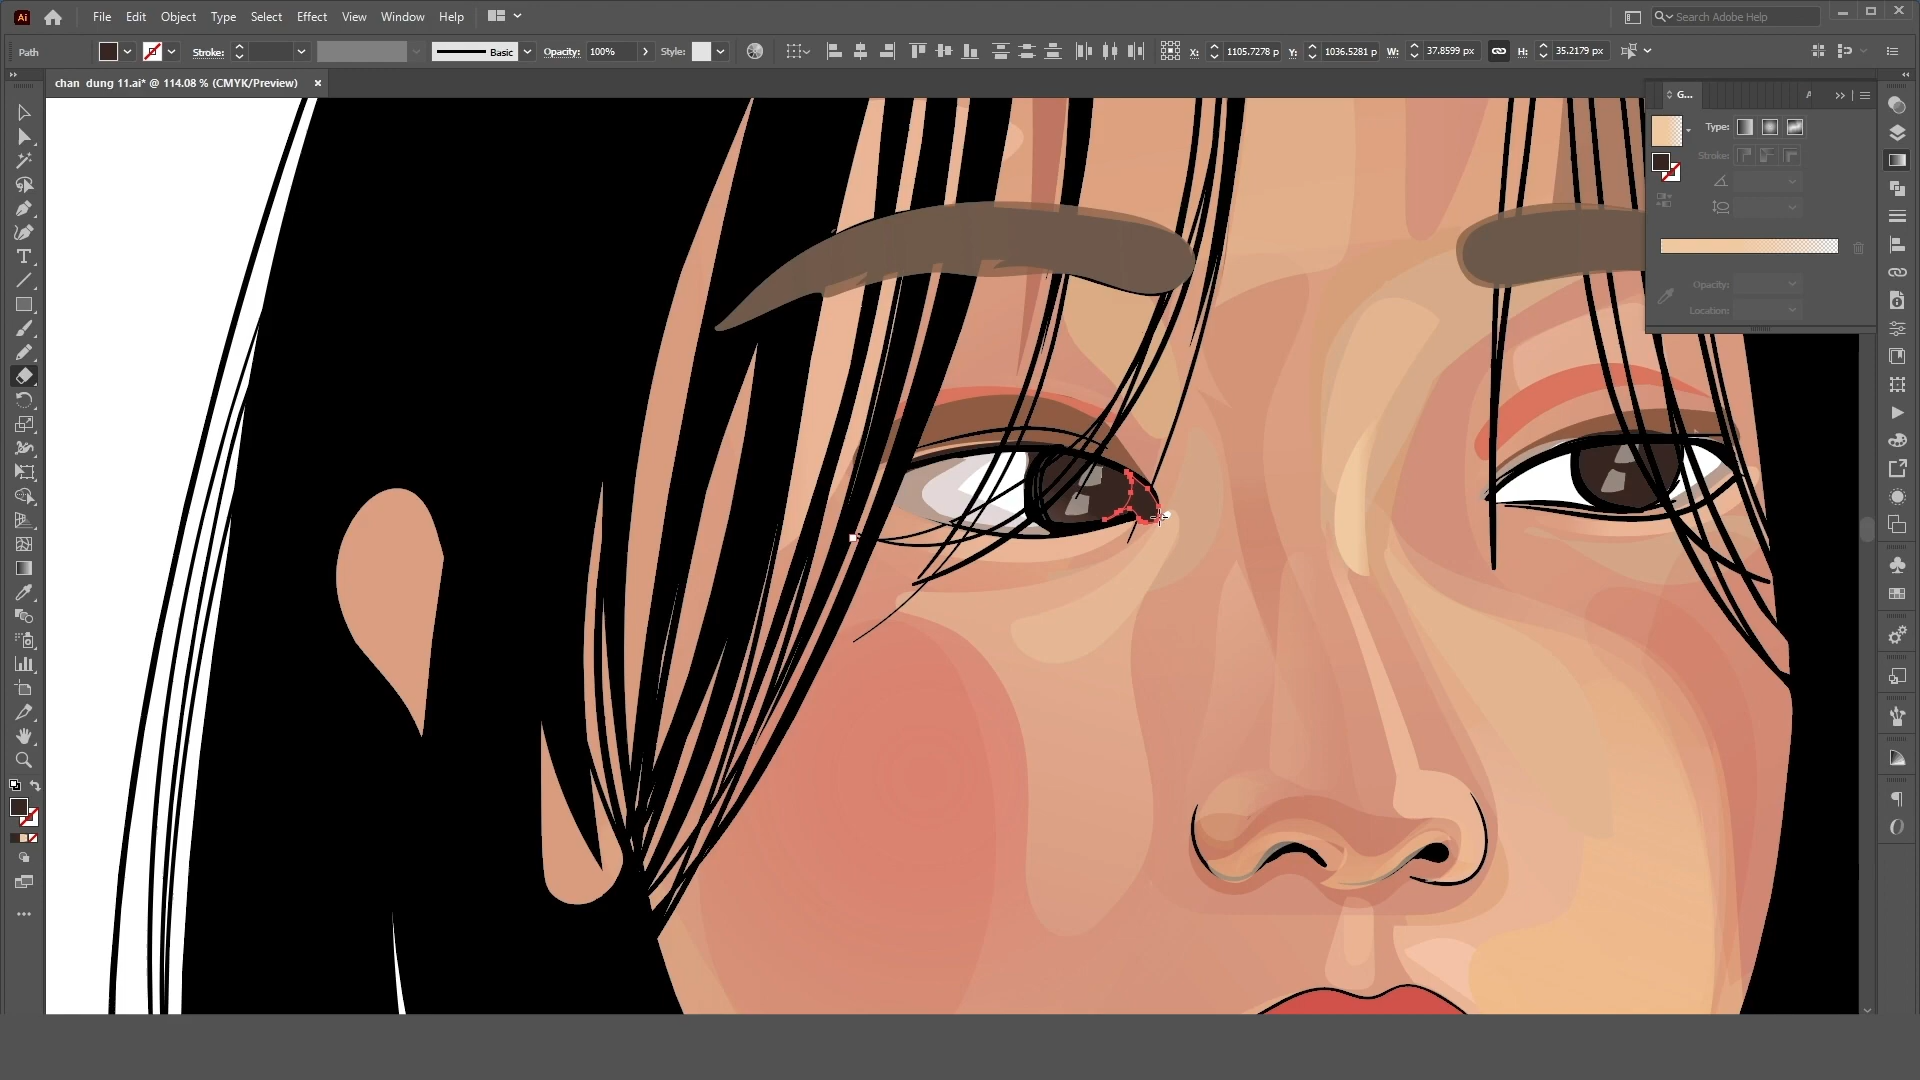 Ai File Edit Object Type Select Effect View Window Help Search Adobe Help
Path Stroke: Basic Opacity: 100% Style: X: 1105.7278 p Y: 1036.5281 p W: 37.8599 px H: 35.2179 px
chan dung 11.ai* @ 114.08 % (CMYK/Preview) ×
G...
Type:
Stroke:
Opacity:
Location: